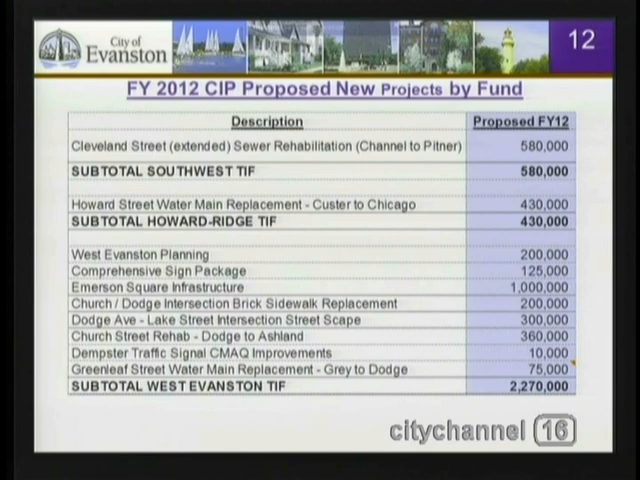 City of
Evanston
12
FY 2012 CIP Proposed New Projects by Fund
Description Proposed FY12
Cleveland Street (extended) Sewer Rehabilitation (Channel to Pitner) 580,000
SUBTOTAL SOUTHWEST TIF 580,000
Howard Street Water Main Replacement - Custer to Chicago 430,000
SUBTOTAL HOWARD-RIDGE TIF 430,000
West Evanston Planning 200,000
Comprehensive Sign Package 125,000
Emerson Square Infrastructure 1,000,000
Church / Dodge Intersection Brick Sidewalk Replacement 200,000
Dodge Ave - Lake Street Intersection Street Scape 300,000
Church Street Rehab - Dodge to Ashland 360,000
Dempster Traffic Signal CMAQ Improvements 10,000
Greenleaf Street Water Main Replacement - Grey to Dodge 75,000
SUBTOTAL WEST EVANSTON TIF 2,270,000
citychannel 16